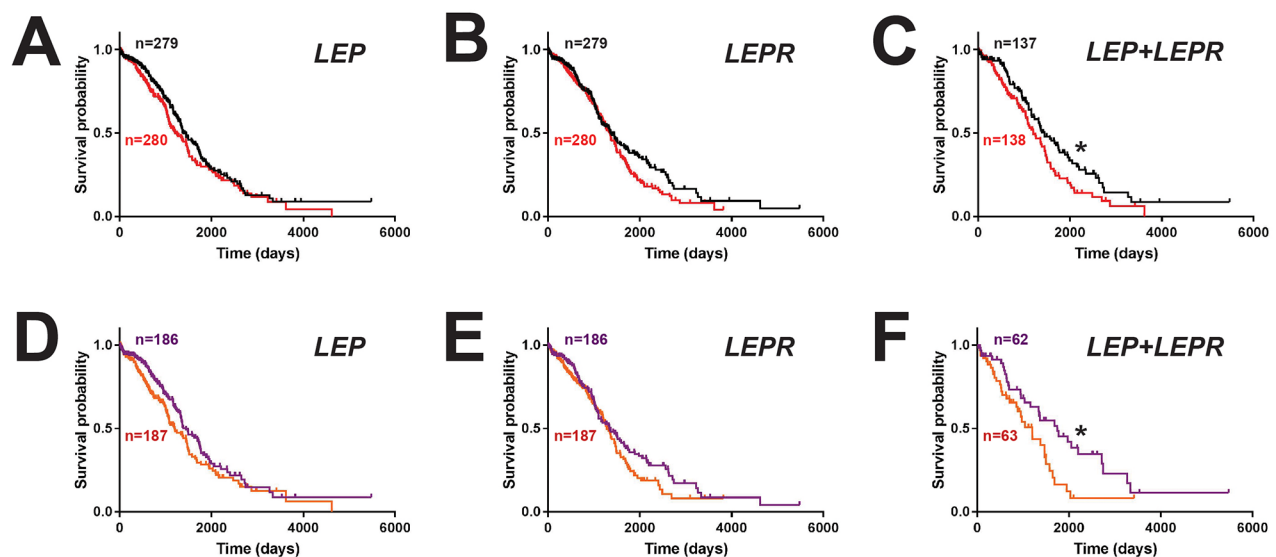 A
LEP
n=279
n=280
Survival probability
1.0
0.5
0.0
0 2000 4000 6000
Time (days)
B
LEPR
n=279
n=280
Survival probability
1.0
0.5
0.0
0 2000 4000 6000
Time (days)
C
LEP+LEPR
n=137
n=138
*
Survival probability
1.0
0.5
0.0
0 2000 4000 6000
Time (days)
D
LEP
n=186
n=187
Survival probability
1.0
0.5
0.0
0 2000 4000 6000
Time (days)
E
LEPR
n=186
n=187
Survival probability
1.0
0.5
0.0
0 2000 4000 6000
Time (days)
F
LEP+LEPR
n=62
n=63
*
Survival probability
1.0
0.5
0.0
0 2000 4000 6000
Time (days)